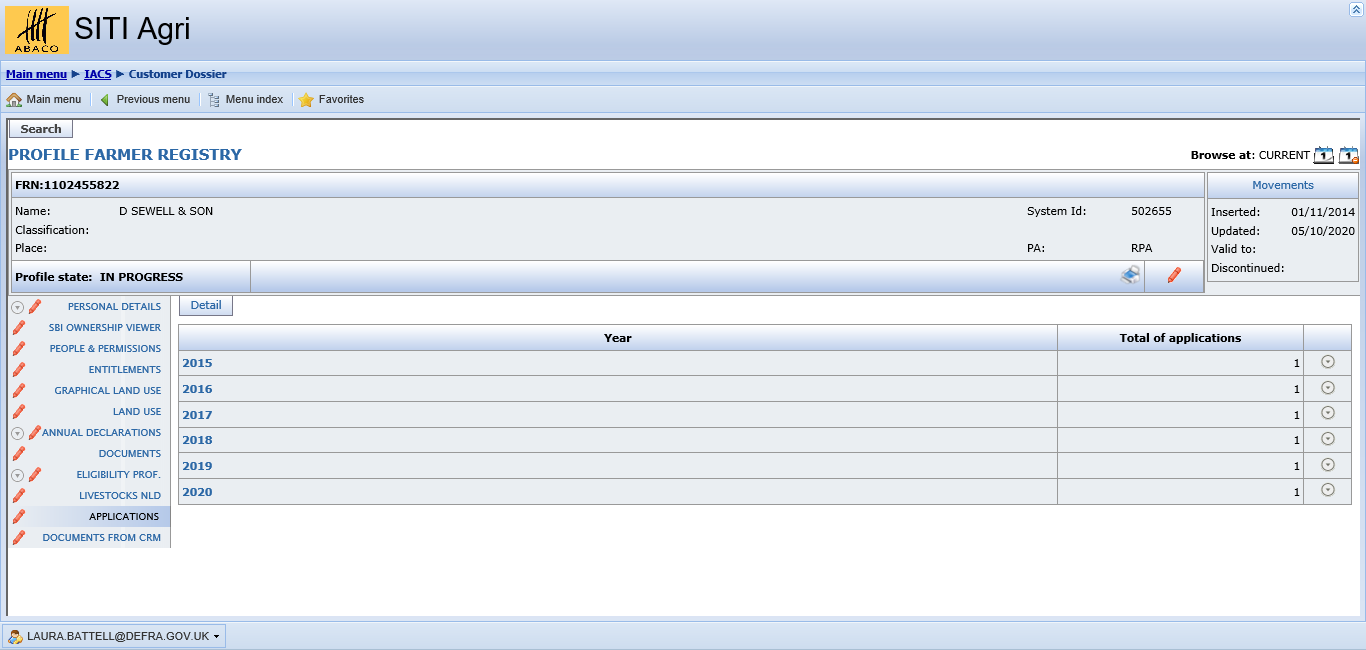 ABACO
SITI Agri
Main menu ► IACS ► Customer Dossier
Main menu Previous menu Menu index Favorites
Search
PROFILE FARMER REGISTRY
Browse at: CURRENT 1 1
FRN:1102455822
Movements
Name: D SEWELL & SON System Id: 502655
Inserted: 01/11/2014
Classification:
Updated: 05/10/2020
Place: PA: RPA
Valid to:
Discontinued:
Profile state: IN PROGRESS
PERSONAL DETAILS
SBI OWNERSHIP VIEWER
PEOPLE & PERMISSIONS
ENTITLEMENTS
GRAPHICAL LAND USE
LAND USE
ANNUAL DECLARATIONS
DOCUMENTS
ELIGIBILITY PROF.
LIVESTOCKS NLD
APPLICATIONS
DOCUMENTS FROM CRM
Detail
Year Total of applications
2015 1
2016 1
2017 1
2018 1
2019 1
2020 1
LAURA.BATTELL@DEFRA.GOV.UK